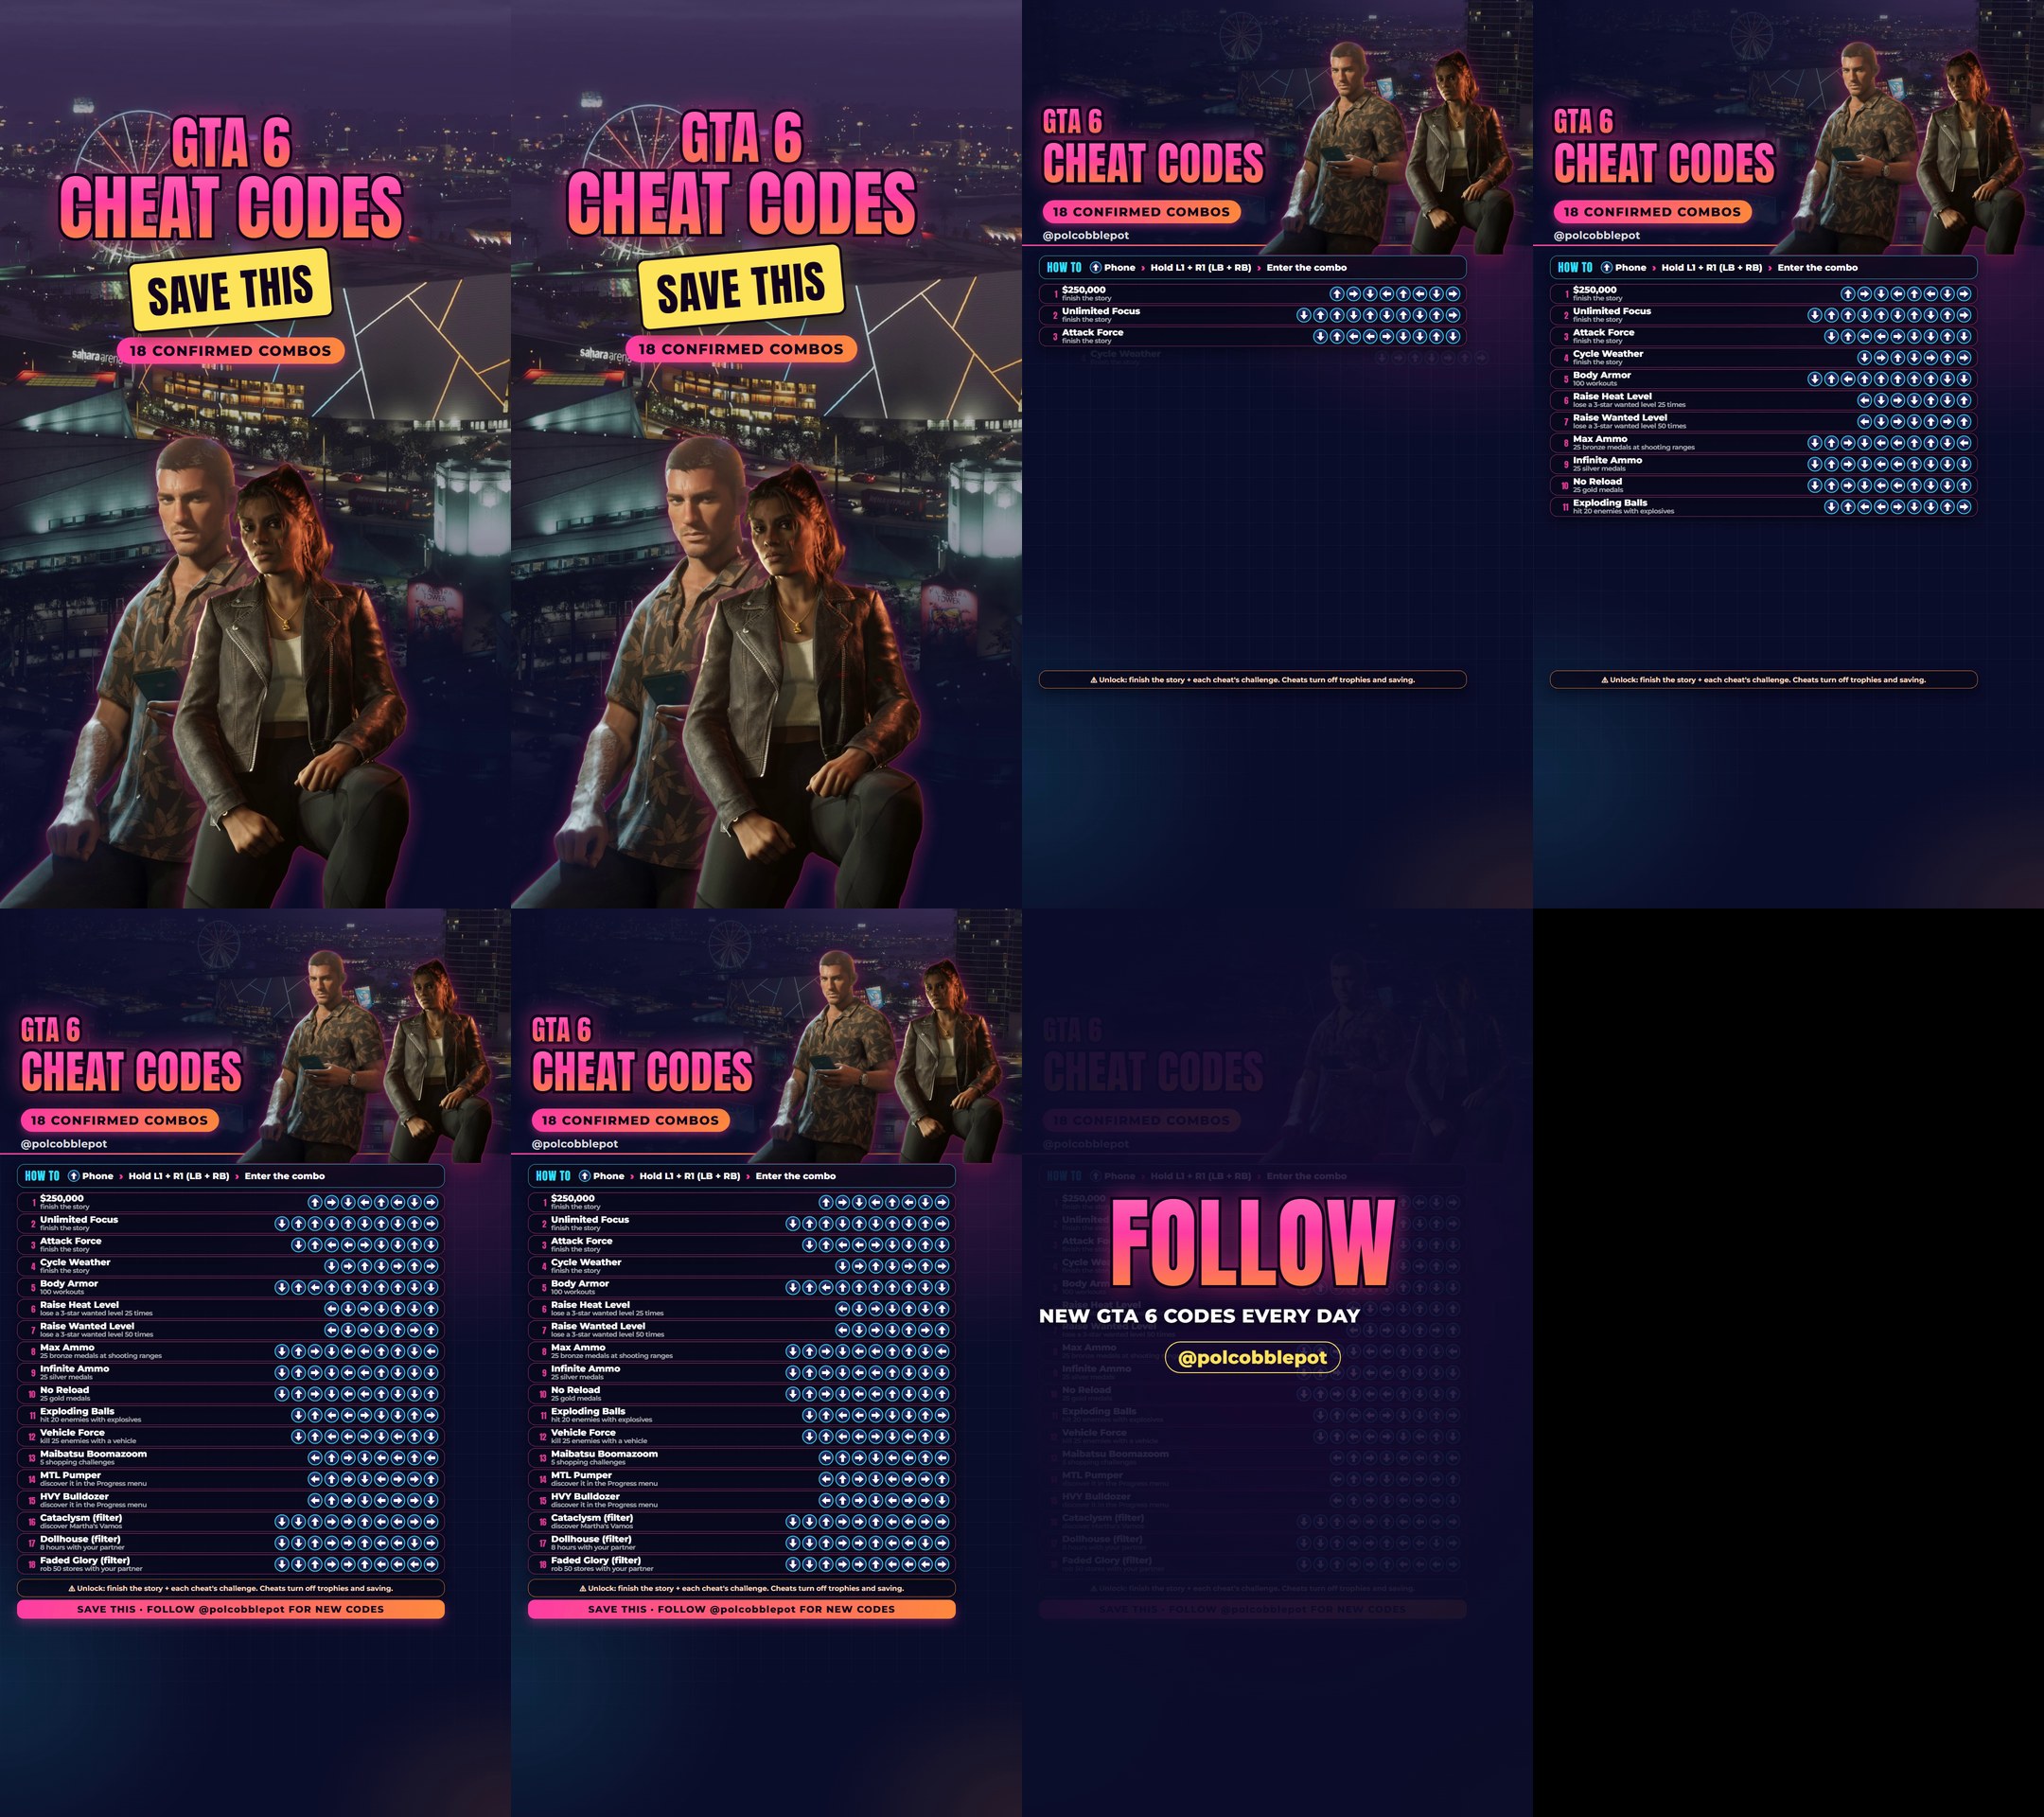 GTA 6
CHEAT CODES
SAVE THIS
18 CONFIRMED COMBOS
sahara arena
GTA 6
CHEAT CODES
SAVE THIS
18 CONFIRMED COMBOS
sahara arena
GTA 6
CHEAT CODES
18 CONFIRMED COMBOS
@polcobblepot
HOW TO Phone › Hold L1 + R1 (LB + RB) › Enter the combo
1 $250,000
finish the story
2 Unlimited Focus
finish the story
3 Attack Force
finish the story
Cycle Weather
⚠ Unlock: finish the story + each cheat's challenge. Cheats turn off trophies and saving.
GTA 6
CHEAT CODES
18 CONFIRMED COMBOS
@polcobblepot
HOW TO Phone › Hold L1 + R1 (LB + RB) › Enter the combo
1 $250,000
finish the story
2 Unlimited Focus
finish the story
3 Attack Force
finish the story
4 Cycle Weather
finish the story
5 Body Armor
100 workouts
6 Raise Heat Level
lose a 3-star wanted level 25 times
7 Raise Wanted Level
lose a 3-star wanted level 50 times
8 Max Ammo
25 bronze medals at shooting ranges
9 Infinite Ammo
25 silver medals
10 No Reload
25 gold medals
11 Exploding Balls
hit 20 enemies with explosives
⚠ Unlock: finish the story + each cheat's challenge. Cheats turn off trophies and saving.
GTA 6
CHEAT CODES
18 CONFIRMED COMBOS
@polcobblepot
HOW TO Phone › Hold L1 + R1 (LB + RB) › Enter the combo
1 $250,000
finish the story
2 Unlimited Focus
finish the story
3 Attack Force
finish the story
4 Cycle Weather
finish the story
5 Body Armor
100 workouts
6 Raise Heat Level
lose a 3-star wanted level 25 times
7 Raise Wanted Level
lose a 3-star wanted level 50 times
8 Max Ammo
25 bronze medals at shooting ranges
9 Infinite Ammo
25 silver medals
10 No Reload
25 gold medals
11 Exploding Balls
hit 20 enemies with explosives
12 Vehicle Force
kill 25 enemies with a vehicle
13 Maibatsu Boomazoom
5 shopping challenges
14 MTL Pumper
discover it in the Progress menu
15 HVY Bulldozer
discover it in the Progress menu
16 Cataclysm (filter)
discover Martha's Vamos
17 Dollhouse (filter)
8 hours with your partner
18 Faded Glory (filter)
rob 50 stores with your partner
⚠ Unlock: finish the story + each cheat's challenge. Cheats turn off trophies and saving.
SAVE THIS · FOLLOW @polcobblepot FOR NEW CODES
GTA 6
CHEAT CODES
18 CONFIRMED COMBOS
@polcobblepot
HOW TO Phone › Hold L1 + R1 (LB + RB) › Enter the combo
1 $250,000
finish the story
2 Unlimited Focus
finish the story
3 Attack Force
finish the story
4 Cycle Weather
finish the story
5 Body Armor
100 workouts
6 Raise Heat Level
lose a 3-star wanted level 25 times
7 Raise Wanted Level
lose a 3-star wanted level 50 times
8 Max Ammo
25 bronze medals at shooting ranges
9 Infinite Ammo
25 silver medals
10 No Reload
25 gold medals
11 Exploding Balls
hit 20 enemies with explosives
12 Vehicle Force
kill 25 enemies with a vehicle
13 Maibatsu Boomazoom
5 shopping challenges
14 MTL Pumper
discover it in the Progress menu
15 HVY Bulldozer
discover it in the Progress menu
16 Cataclysm (filter)
discover Martha's Vamos
17 Dollhouse (filter)
8 hours with your partner
18 Faded Glory (filter)
rob 50 stores with your partner
⚠ Unlock: finish the story + each cheat's challenge. Cheats turn off trophies and saving.
SAVE THIS · FOLLOW @polcobblepot FOR NEW CODES
GTA 6
CHEAT CODES
18 CONFIRMED COMBOS
@polcobblepot
HOW TO Phone › Hold L1 + R1 (LB + RB) › Enter the combo
FOLLOW
NEW GTA 6 CODES EVERY DAY
@polcobblepot